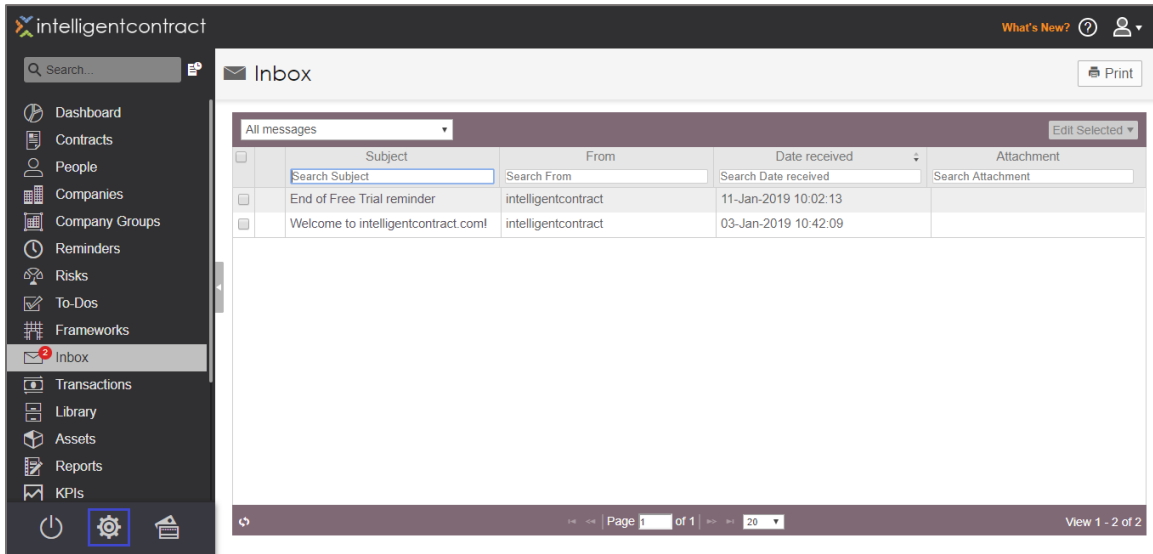 intelligentcontract
What's New?
Search...
Inbox
Print
Dashboard
Contracts
People
Companies
Company Groups
Reminders
Risks
To-Dos
Frameworks
2
Inbox
Transactions
Library
Assets
Reports
KPIs
All messages
Edit Selected
Subject From Date received Attachment
Search Subject Search From Search Date received Search Attachment
End of Free Trial reminder intelligentcontract 11-Jan-2019 10:02:13
Welcome to intelligentcontract.com! intelligentcontract 03-Jan-2019 10:42:09
Page 1 of 1 20 View 1 - 2 of 2